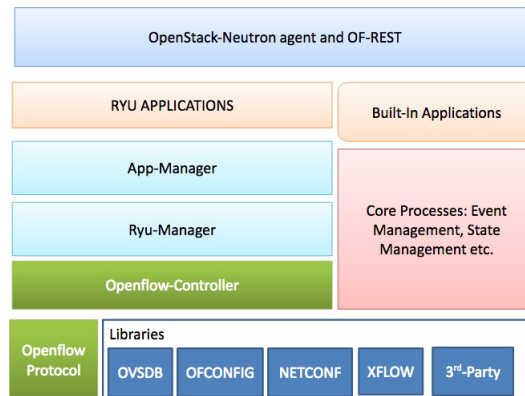 OpenStack-Neutron agent and OF-REST
RYU APPLICATIONS
Built-In Applications
App-Manager
Ryu-Manager
Core Processes: Event
Management, State
Management etc.
Openflow-Controller
Openflow
Protocol
Libraries
OVSDB
OFCONFIG
NETCONF
XFLOW
3rd-Party